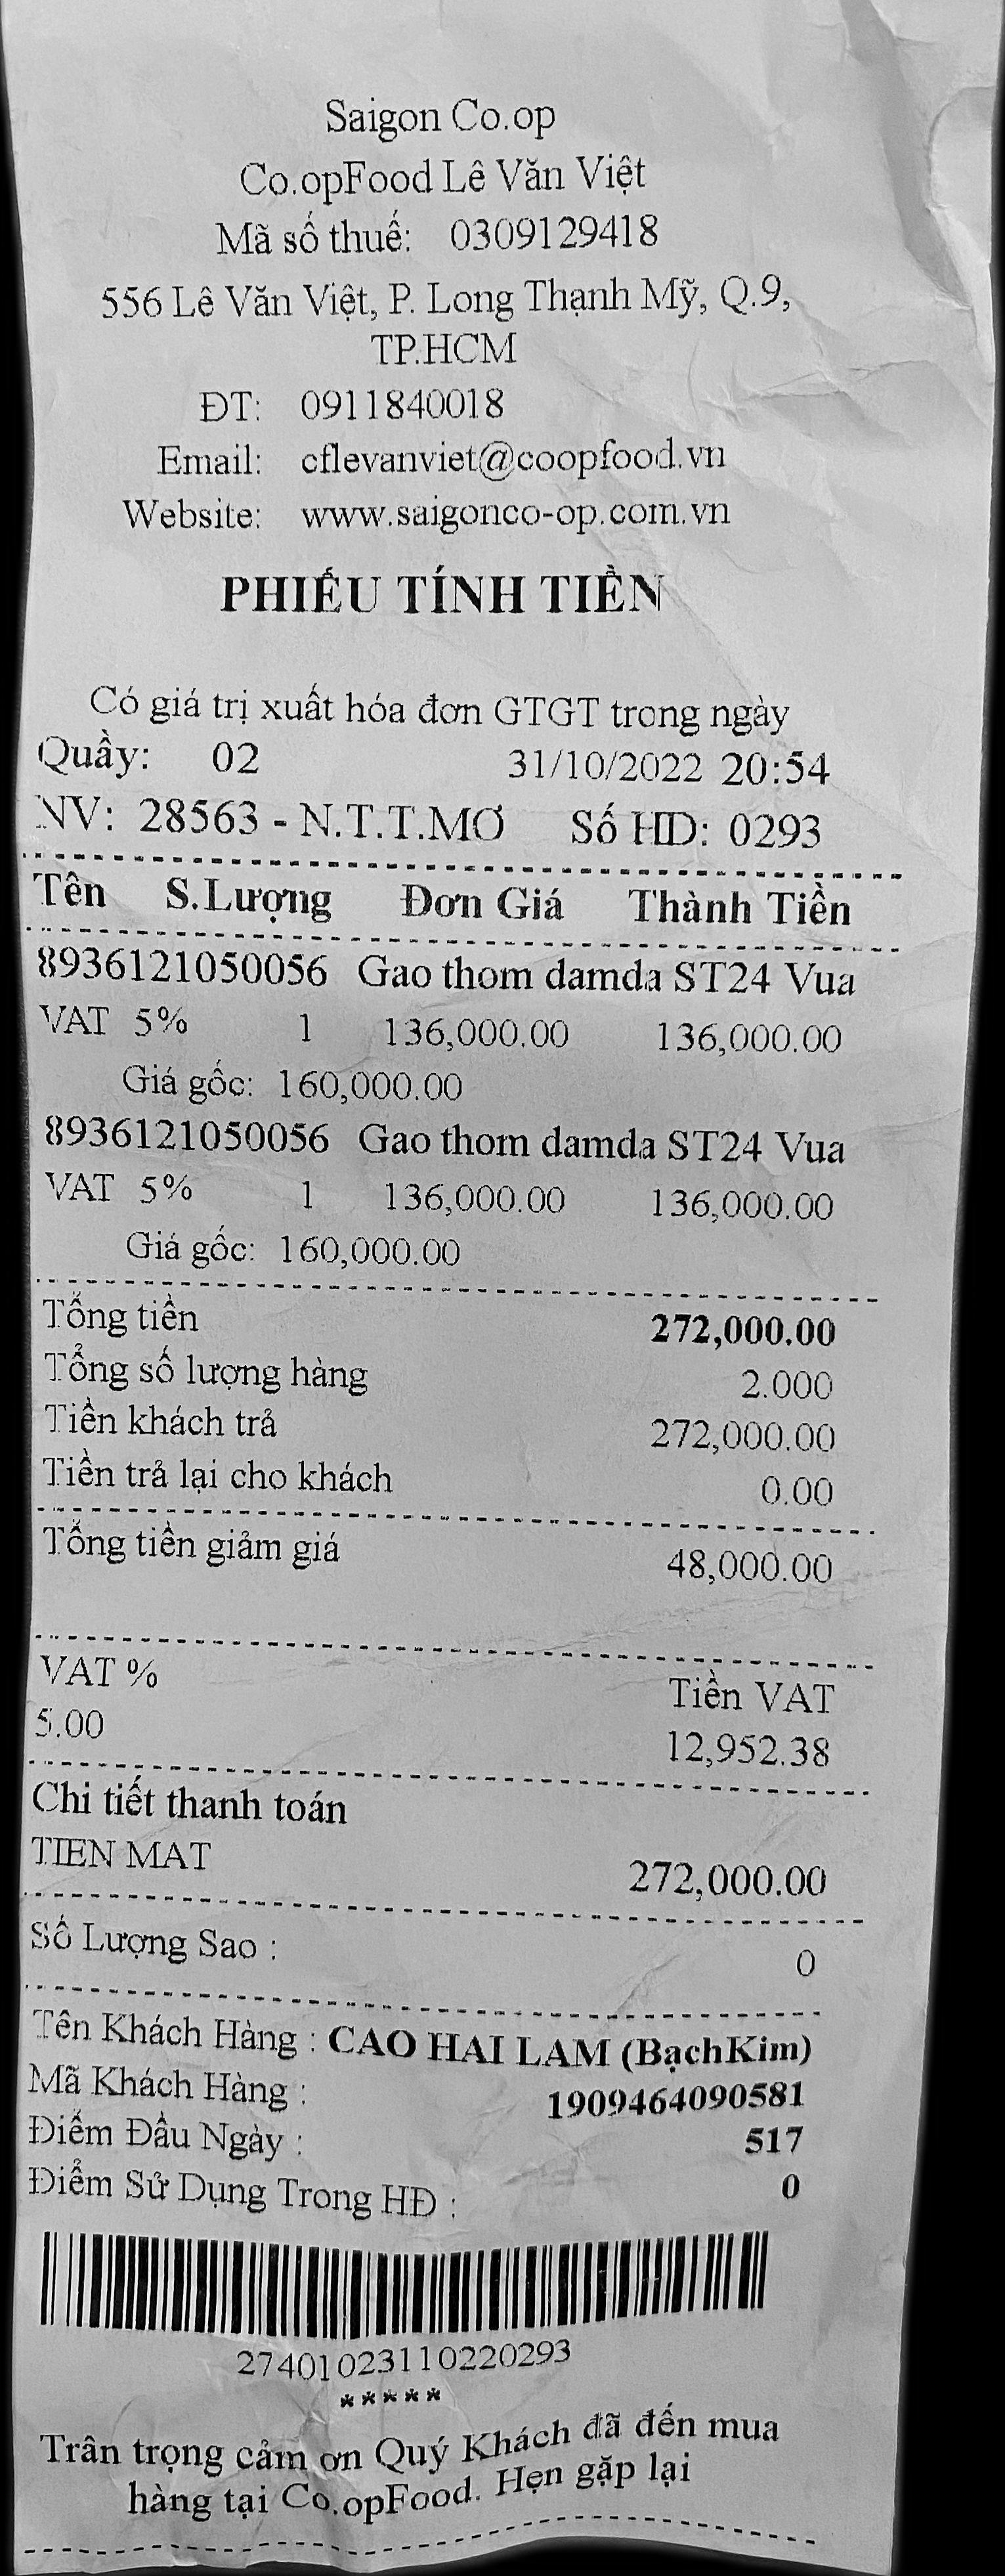 Saigon Co.op
Co.opFood Lê Văn Việt
Mã số thuế: 0309129418
556 Lê Văn Việt, P. Long Thạnh Mỹ, Q.9,
TP.HCM
ĐT: 0911840018
Email: cflevanviet@coopfood.vn
Website: www.saigonco-op.com.vn
PHIẾU TÍNH TIỀN
Có giá trị xuất hóa đơn GTGT trong ngày
Quầy: 02 31/10/2022 20:54
NV: 28563 - N.T.T.MƠ Số HD: 0293
Tên S.Lượng Đơn Giá Thành Tiền
8936121050056 Gao thom damda ST24 Vua
VAT 5% 1 136,000.00 136,000.00
Giá gốc: 160,000.00
8936121050056 Gao thom damda ST24 Vua
VAT 5% 1 136,000.00 136,000.00
Giá gốc: 160,000.00
Tổng tiền 272,000.00
Tổng số lượng hàng 2.000
Tiền khách trả 272,000.00
Tiền trả lại cho khách 0.00
Tổng tiền giảm giá 48,000.00
VAT % Tiền VAT
5.00 12,952.38
Chi tiết thanh toán
TIEN MAT 272,000.00
Số Lượng Sao : 0
Tên Khách Hàng : CAO HAI LAM (BạchKim)
Mã Khách Hàng : 1909464090581
Điểm Đầu Ngày : 517
Điểm Sử Dụng Trong HĐ : 0
27401023110220293
*****
Trân trọng cảm ơn Quý Khách đã đến mua
hàng tại Co.opFood. Hẹn gặp lại